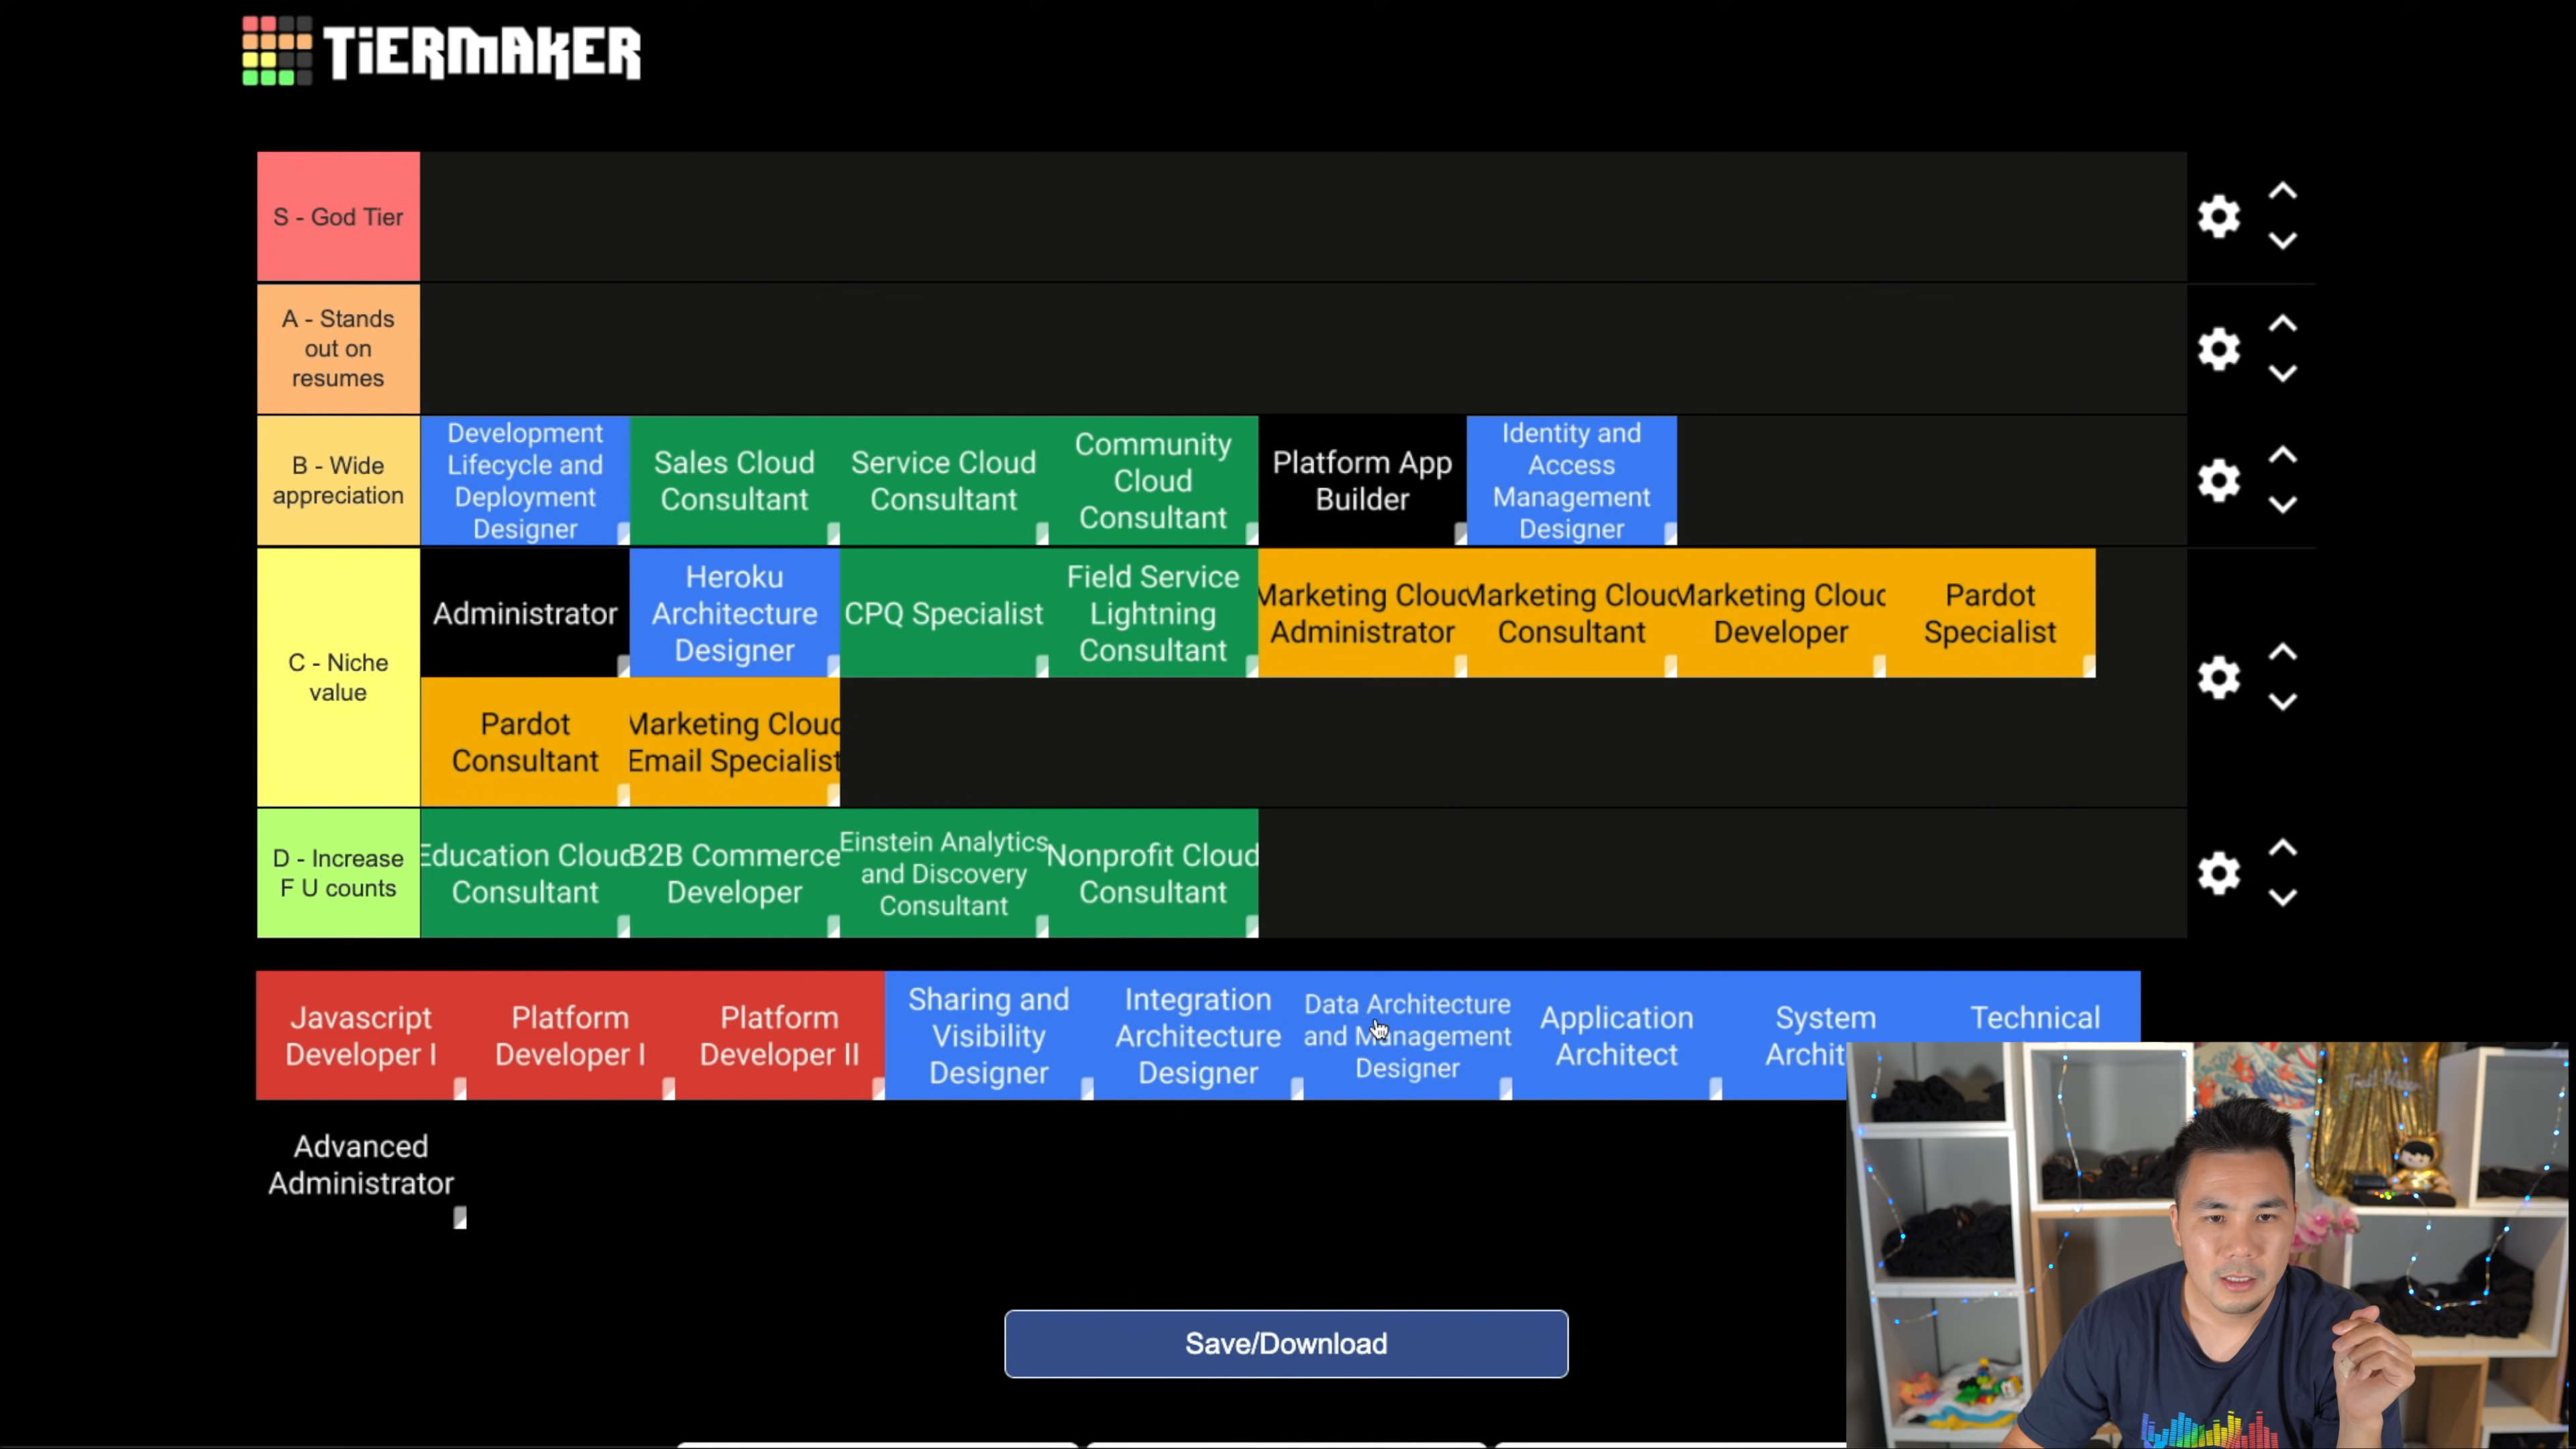 TiERMAKER
S - God Tier
A - Stands
out on
resumes
B - Wide
appreciation
Development
Lifecycle and
Deployment
Designer
Sales Cloud
Consultant
Service Cloud
Consultant
Community
Cloud
Consultant
Platform App
Builder
Identity and
Access
Management
Designer
C - Niche
value
Administrator
Heroku
Architecture
Designer
CPQ Specialist
Field Service
Lightning
Consultant
Marketing Cloud
Administrator
Marketing Cloud
Consultant
Marketing Cloud
Developer
Pardot
Specialist
Pardot
Consultant
Marketing Cloud
Email Specialist
D - Increase
F U counts
Education Cloud
Consultant
B2B Commerce
Developer
Einstein Analytics
and Discovery
Consultant
Nonprofit Cloud
Consultant
Javascript
Developer I
Platform
Developer I
Platform
Developer II
Sharing and
Visibility
Designer
Integration
Architecture
Designer
Data Architecture
and Management
Designer
Application
Architect
System
Archit
Technical
Advanced
Administrator
Save/Download